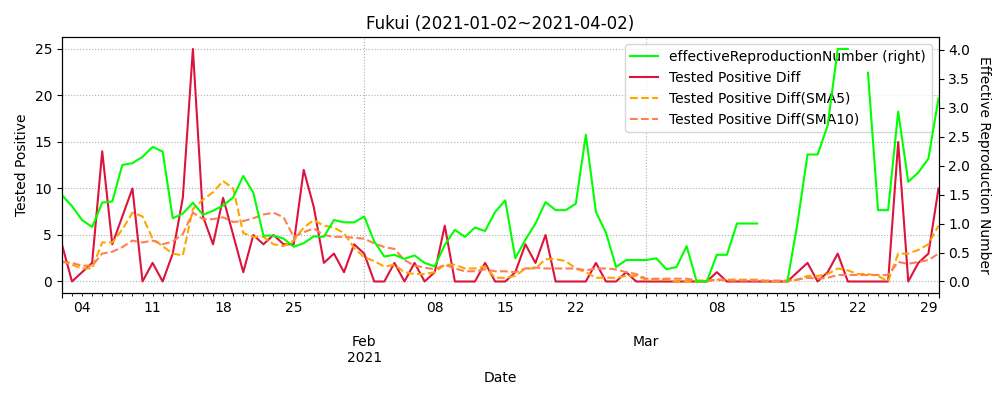 Fukui (2021-01-02~2021-04-02)
effectiveReproductionNumber (right)
Tested Positive Diff
Tested Positive Diff(SMA5)
Tested Positive Diff(SMA10)
Tested Positive
25
20
15
10
5
0
Effective Reproduction Number
4.0
3.5
3.0
2.5
2.0
1.5
1.0
0.5
0.0
04 11 18 25 08 15 22 08 15 22 29
Feb Mar
2021
Date